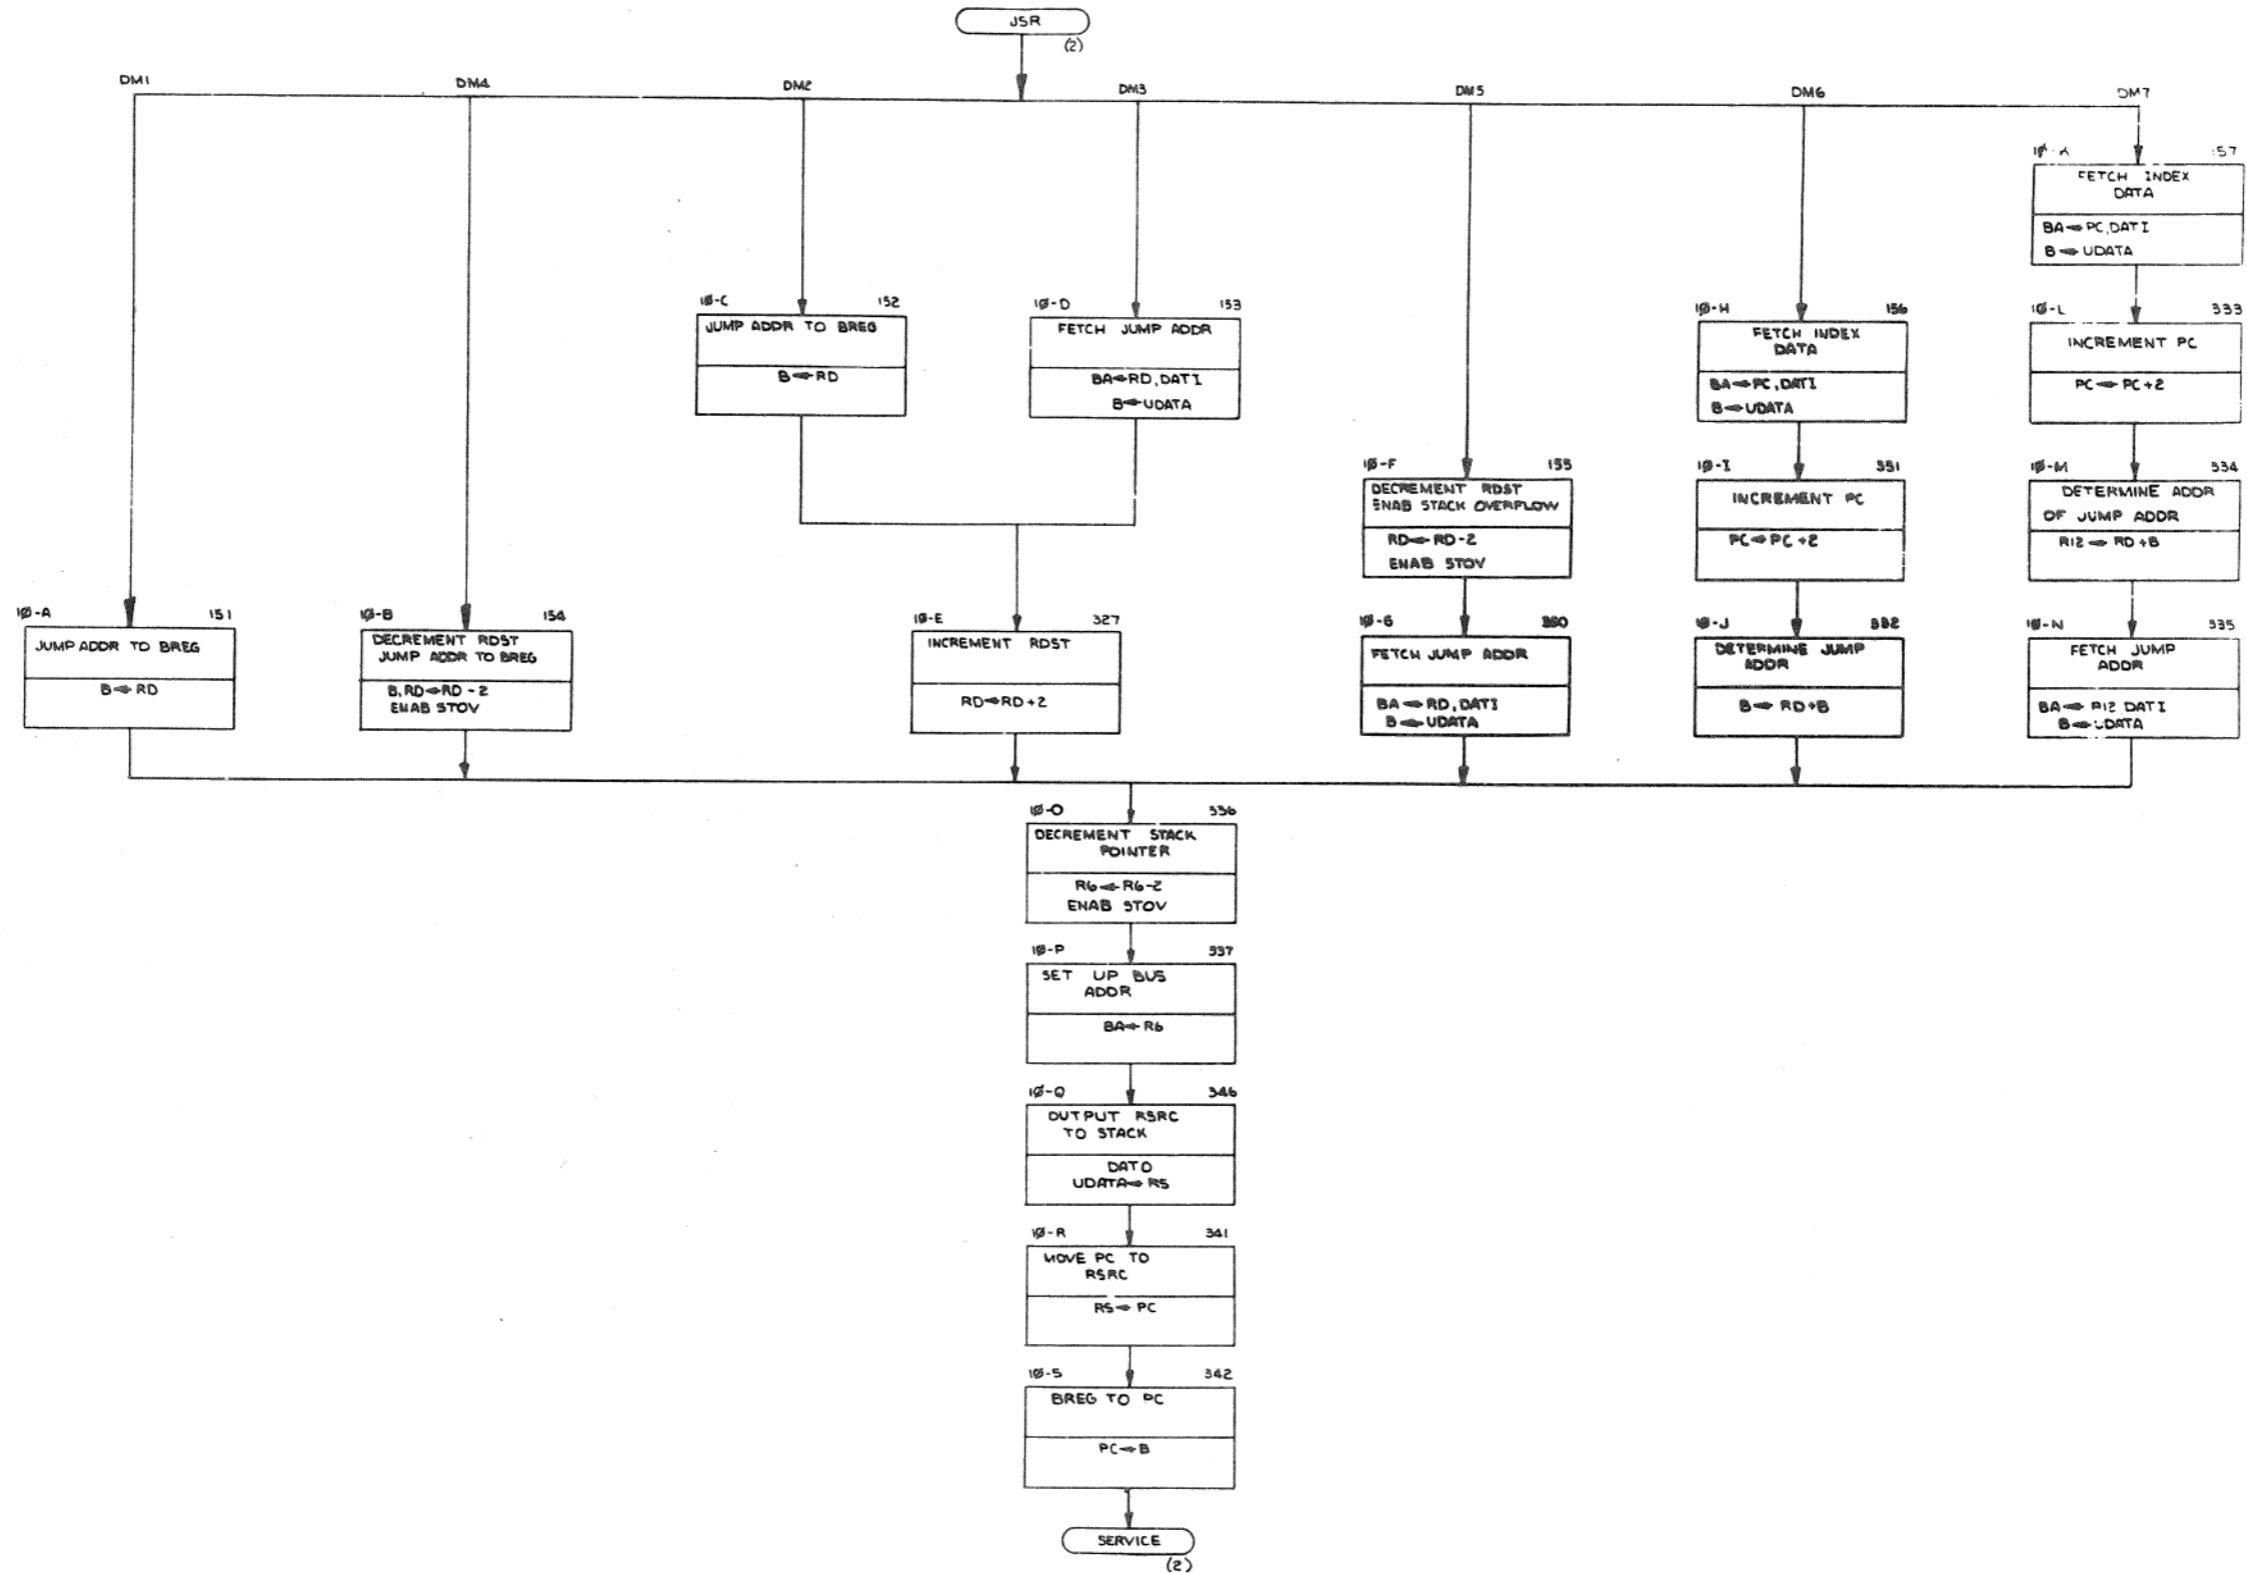 JSR
(2)
DM1
DM4
DM2
DM3
DM5
DM6
DM7
157
FETCH INDEX
DATA
BA←PC,DATI
B←UDATA
1Ø-C 152
JUMP ADDR TO BREG
B←RD
1Ø-D 153
FETCH JUMP ADDR
BA←RD,DATI
B←UDATA
1Ø-H 156
FETCH INDEX
DATA
BA←PC,DATI
B←UDATA
1Ø-L 333
INCREMENT PC
PC←PC+2
1Ø-F 155
DECREMENT RDST
ENAB STACK OVERFLOW
RD←RD-2
ENAB STOV
1Ø-I 331
INCREMENT PC
PC←PC+2
1Ø-M 334
DETERMINE ADDR
OF JUMP ADDR
R12←RD+B
1Ø-A 151
JUMP ADDR TO BREG
B←RD
1Ø-B 154
DECREMENT RDST
JUMP ADDR TO BREG
B,RD←RD-2
ENAB STOV
1Ø-E 327
INCREMENT RDST
RD←RD+2
1Ø-G 330
FETCH JUMP ADDR
BA←RD,DATI
B←UDATA
1Ø-J 332
DETERMINE JUMP
ADDR
B←RD+B
1Ø-N 335
FETCH JUMP
ADDR
BA←R12 DATI
B←UDATA
1Ø-O 336
DECREMENT STACK
POINTER
R6←R6-2
ENAB STOV
1Ø-P 337
SET UP BUS
ADDR
BA←R6
1Ø-Q 346
OUTPUT RSRC
TO STACK
DATO
UDATA←RS
1Ø-R 341
MOVE PC TO
RSRC
RS←PC
1Ø-S 342
BREG TO PC
PC←B
SERVICE
(2)